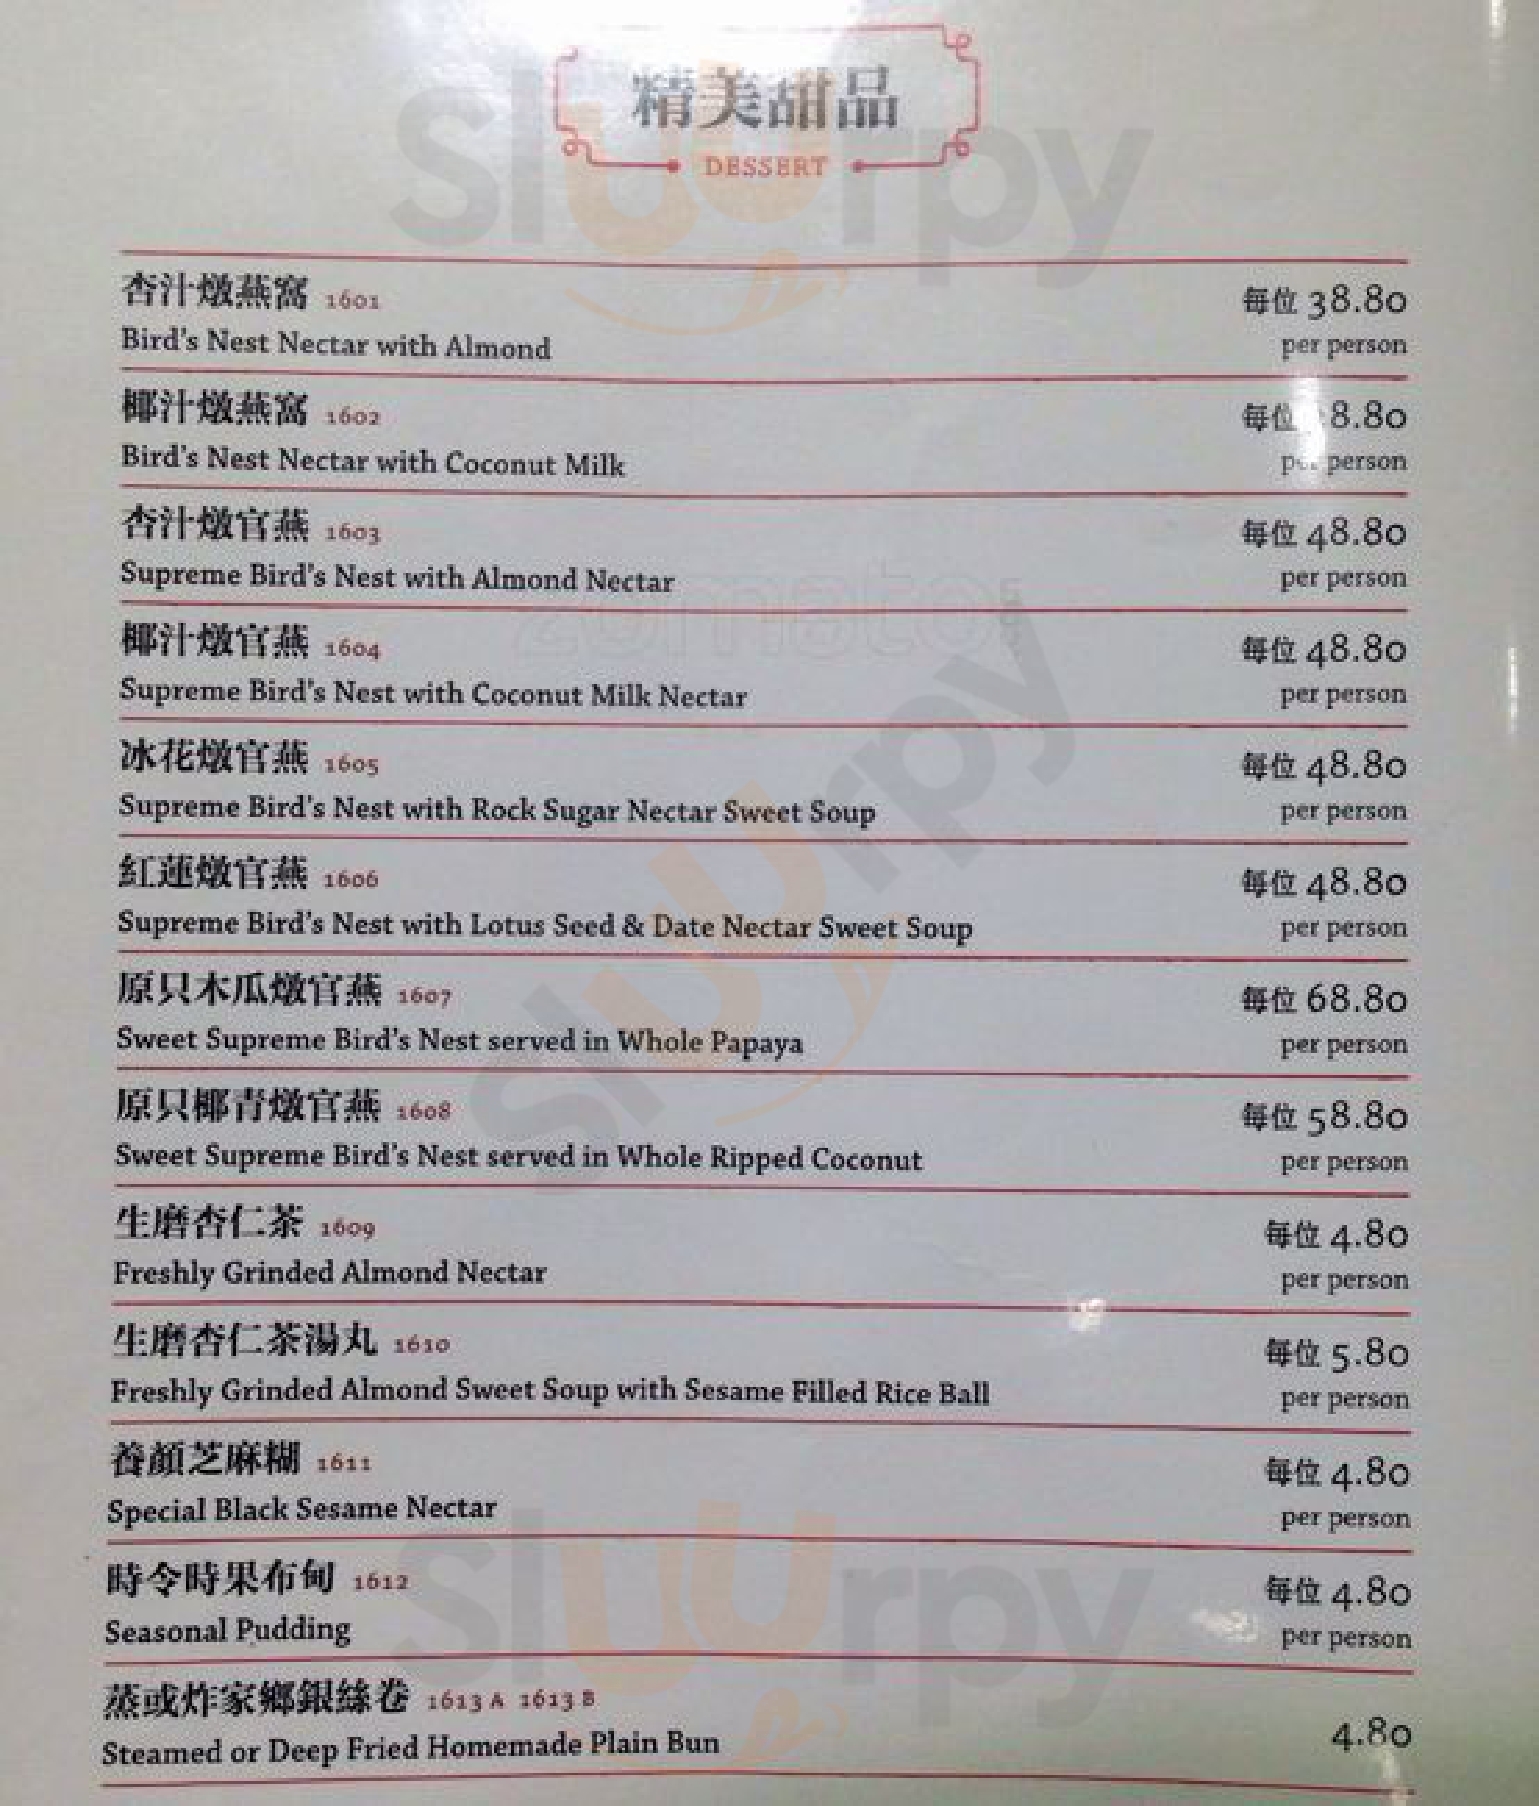 精美甜品
DESSERT
杏汁燉燕窩 1601 每位 38.80
Bird's Nest Nectar with Almond per person
椰汁燉燕窩 1602 每位 8.80
Bird's Nest Nectar with Coconut Milk per person
杏汁燉官燕 1603 每位 48.80
Supreme Bird's Nest with Almond Nectar per person
椰汁燉官燕 1604 每位 48.80
Supreme Bird's Nest with Coconut Milk Nectar per person
冰花燉官燕 1605 每位 48.80
Supreme Bird's Nest with Rock Sugar Nectar Sweet Soup per person
紅蓮燉官燕 1606 每位 48.80
Supreme Bird's Nest with Lotus Seed & Date Nectar Sweet Soup per person
原只木瓜燉官燕 1607 每位 68.80
Sweet Supreme Bird's Nest served in Whole Papaya per person
原只椰青燉官燕 1608 每位 58.80
Sweet Supreme Bird's Nest served in Whole Ripped Coconut per person
生磨杏仁茶 1609 每位 4.80
Freshly Grinded Almond Nectar per person
生磨杏仁茶湯丸 1610 每位 5.80
Freshly Grinded Almond Sweet Soup with Sesame Filled Rice Ball per person
養顏芝麻糊 1611 每位 4.80
Special Black Sesame Nectar per person
時令時果布甸 1612 每位 4.80
Seasonal Pudding per person
蒸或炸家鄉銀絲卷 1613 A 1613 B 4.80
Steamed or Deep Fried Homemade Plain Bun
Sluurpy
zomato
Sluurpy
Sluurpy